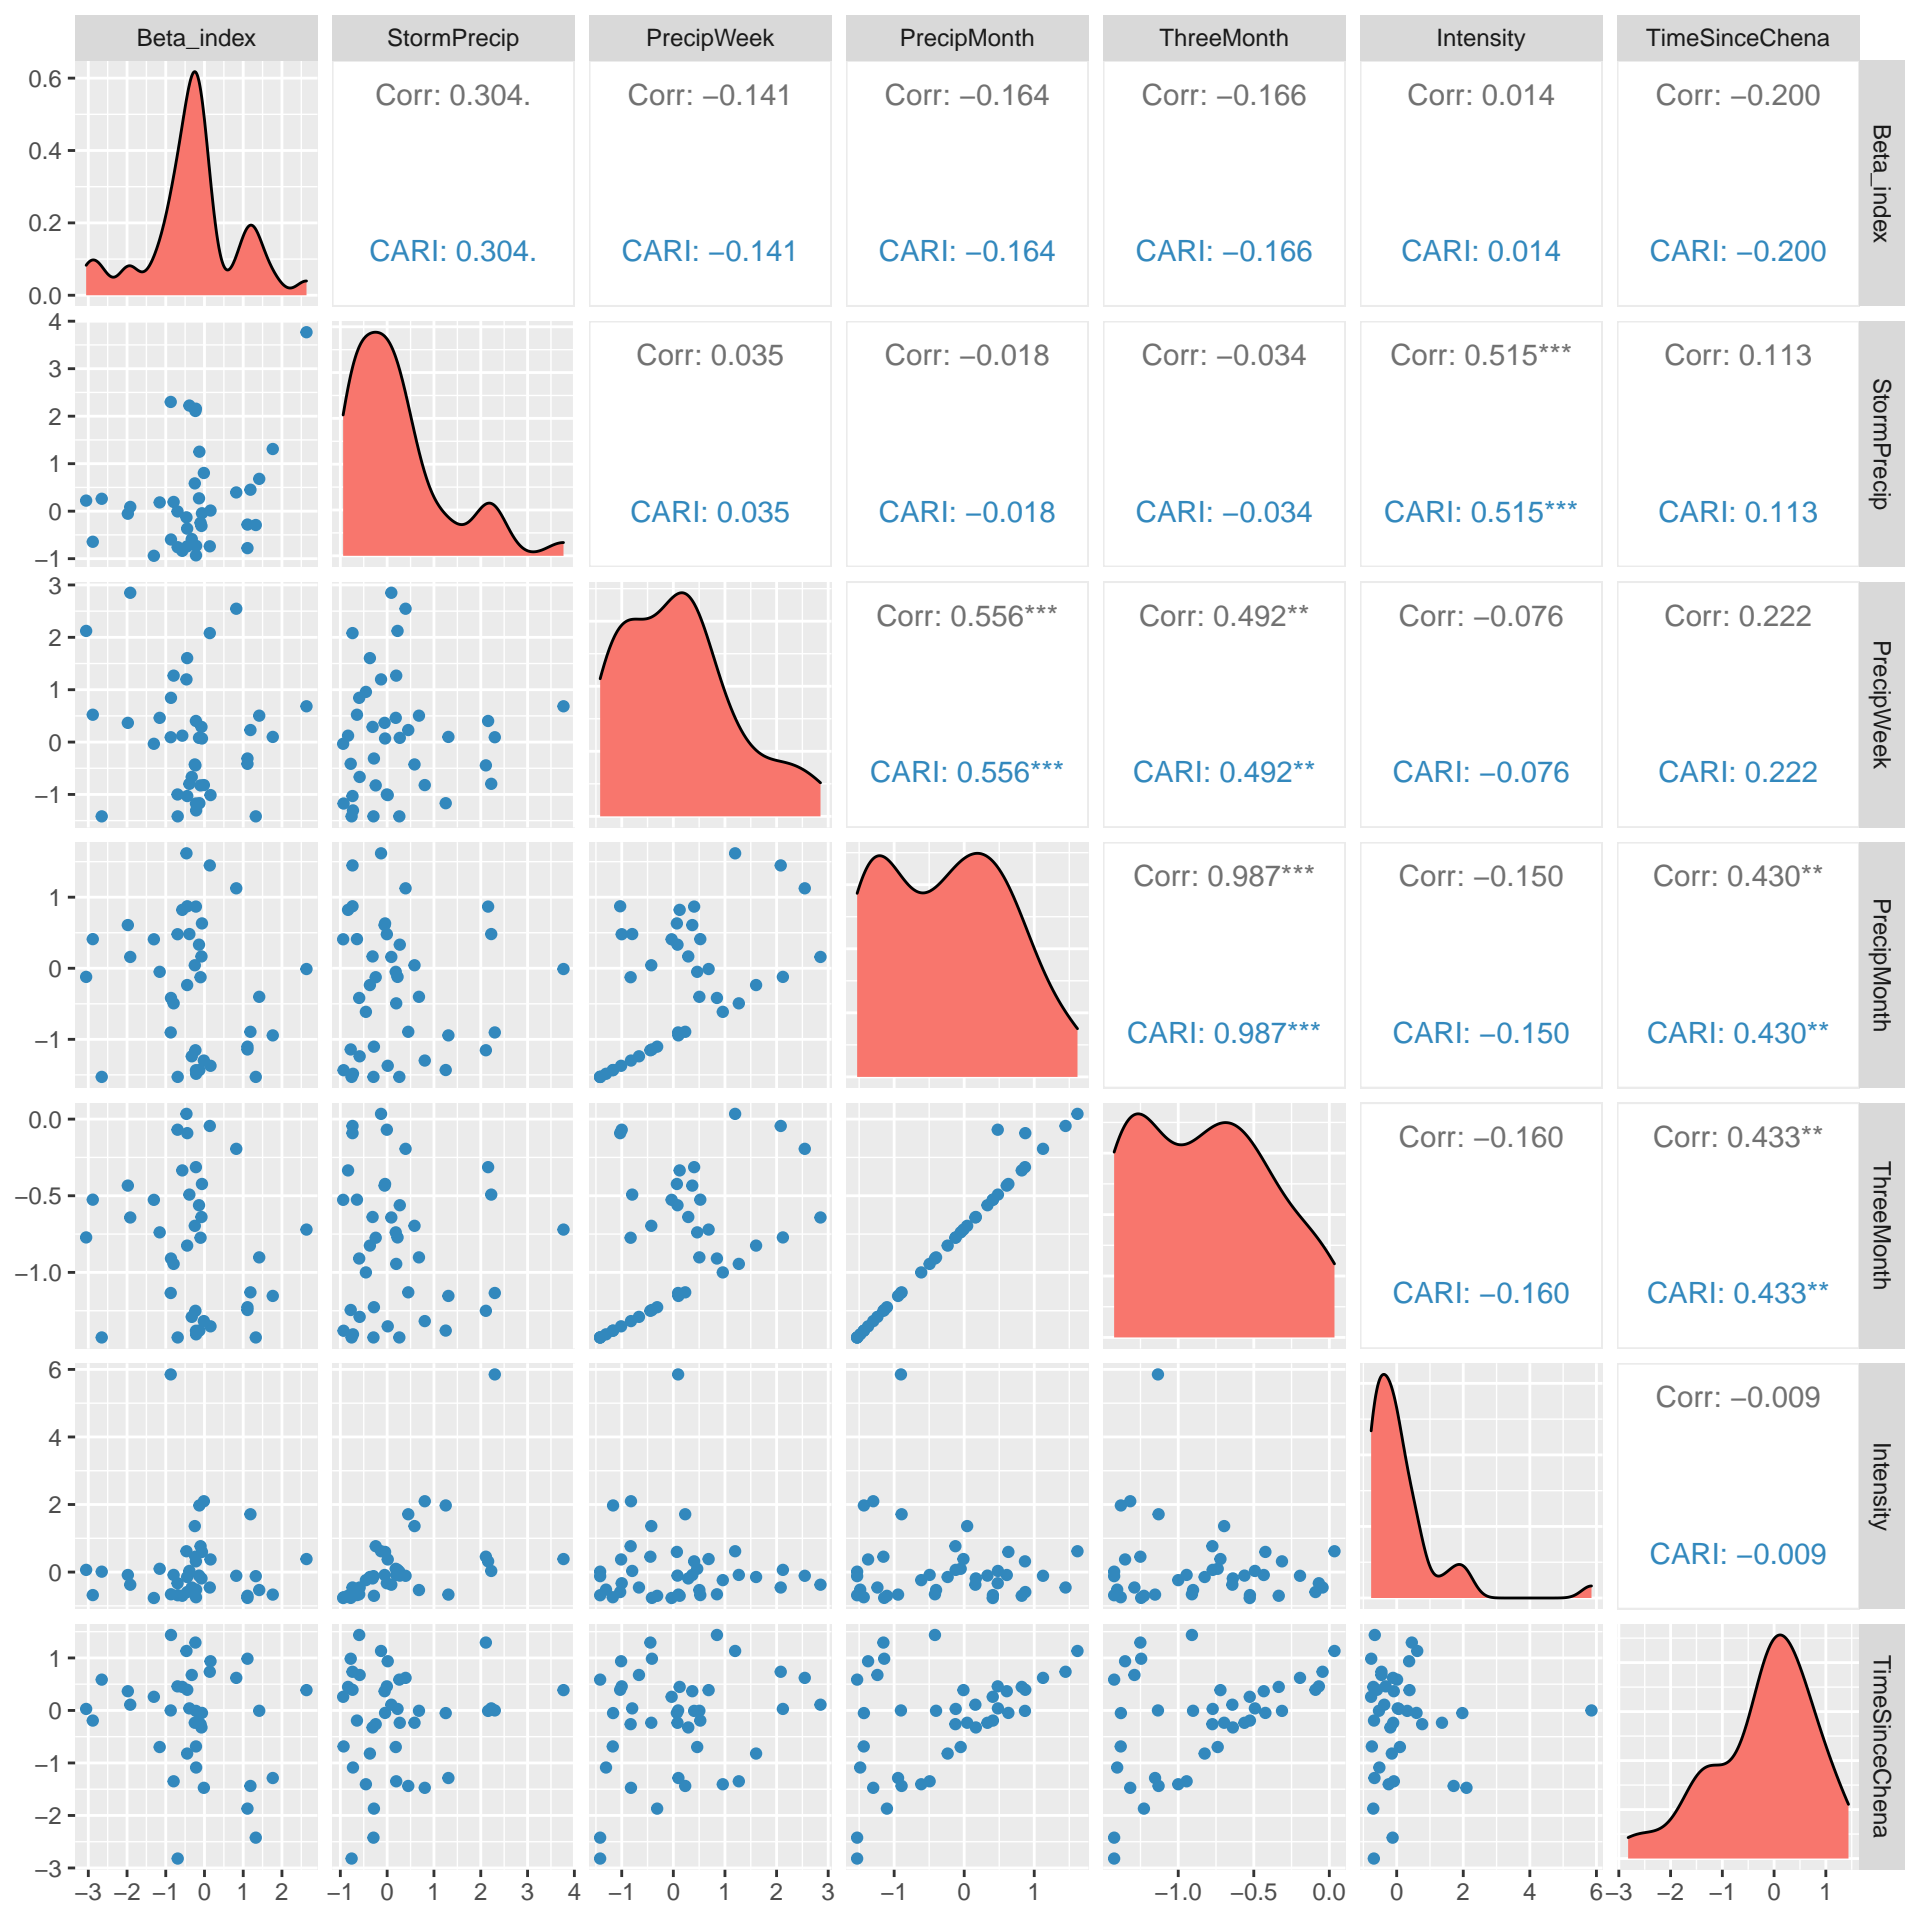 Beta_index StormPrecip PrecipWeek PrecipMonth ThreeMonth Intensity TimeSinceChena
0.6
0.4
0.2
0.0
Corr: 0.304. Corr: −0.141 Corr: −0.164 Corr: −0.166 Corr: 0.014 Corr: −0.200
CARI: 0.304. CARI: −0.141 CARI: −0.164 CARI: −0.166 CARI: 0.014 CARI: −0.200
Beta_index
4
3
2
1
0
−1
Corr: 0.035 Corr: −0.018 Corr: −0.034 Corr: 0.515*** Corr: 0.113
CARI: 0.035 CARI: −0.018 CARI: −0.034 CARI: 0.515*** CARI: 0.113
StormPrecip
3
2
1
0
−1
Corr: 0.556*** Corr: 0.492** Corr: −0.076 Corr: 0.222
CARI: 0.556*** CARI: 0.492** CARI: −0.076 CARI: 0.222
PrecipWeek
1
0
−1
Corr: 0.987*** Corr: −0.150 Corr: 0.430**
CARI: 0.987*** CARI: −0.150 CARI: 0.430**
PrecipMonth
0.0
−0.5
−1.0
Corr: −0.160 Corr: 0.433**
CARI: −0.160 CARI: 0.433**
ThreeMonth
6
4
2
0
Corr: −0.009
CARI: −0.009
Intensity
1
0
−1
−2
−3
TimeSinceChena
−3 −2 −1 0 1 2 −1 0 1 2 3 4 −1 0 1 2 3 −1 0 1 −1.0 −0.5 0.0 0 2 4 6 −3 −2 −1 0 1